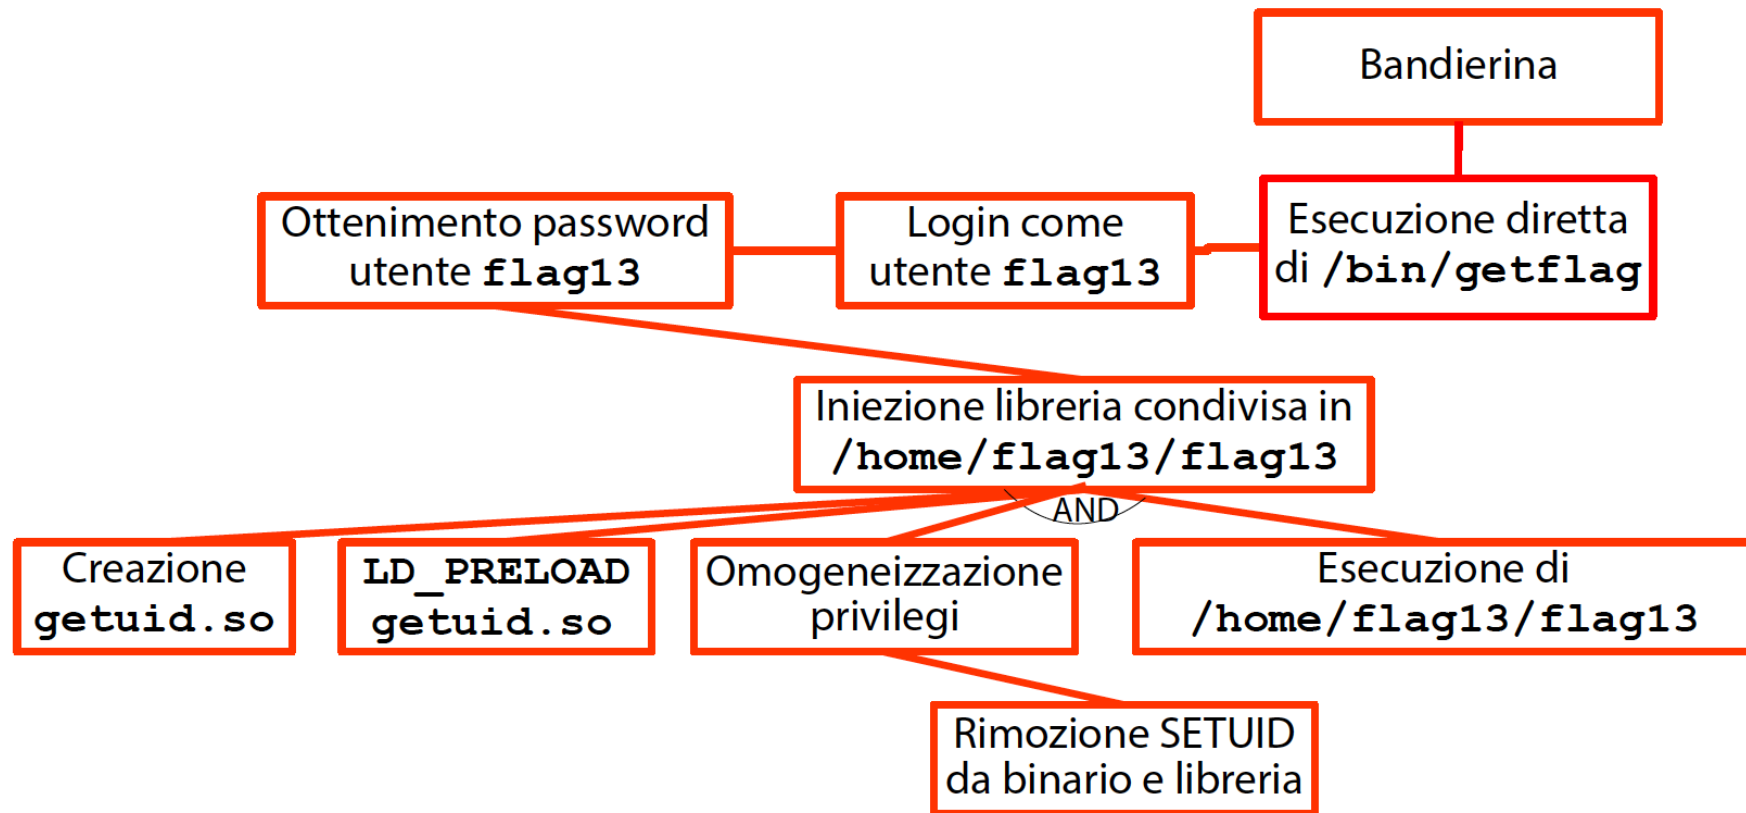 Bandierina
Ottenimento password
utente flag13
Login come
utente flag13
Esecuzione diretta
di /bin/getflag
Iniezione libreria condivisa in
/home/flag13/flag13
AND
Creazione
getuid.so
LD_PRELOAD
getuid.so
Omogeneizzazione
privilegi
Esecuzione di
/home/flag13/flag13
Rimozione SETUID
da binario e libreria